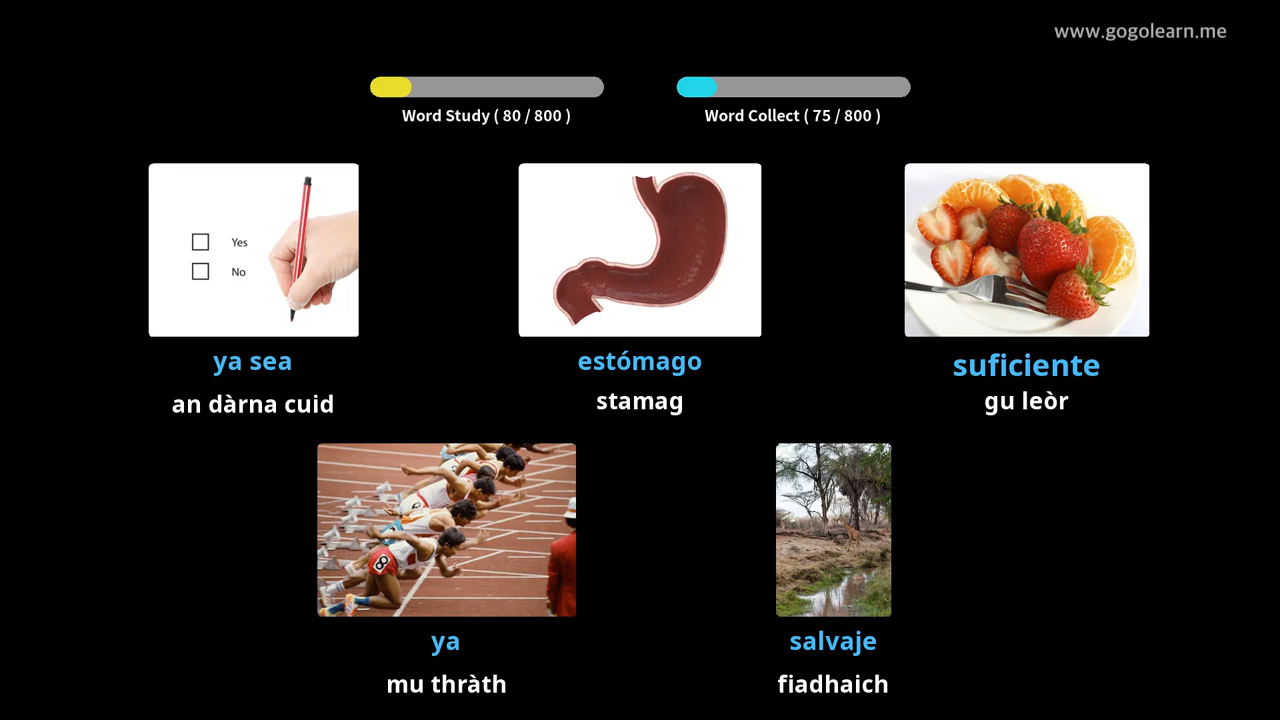 www.gogolearn.me
Word Study ( 80 / 800 )
Word Collect ( 75 / 800 )
Yes
No
ya sea
an dàrna cuid
estómago
stamag
suficiente
gu leòr
8
ya
mu thràth
salvaje
fiadhaich